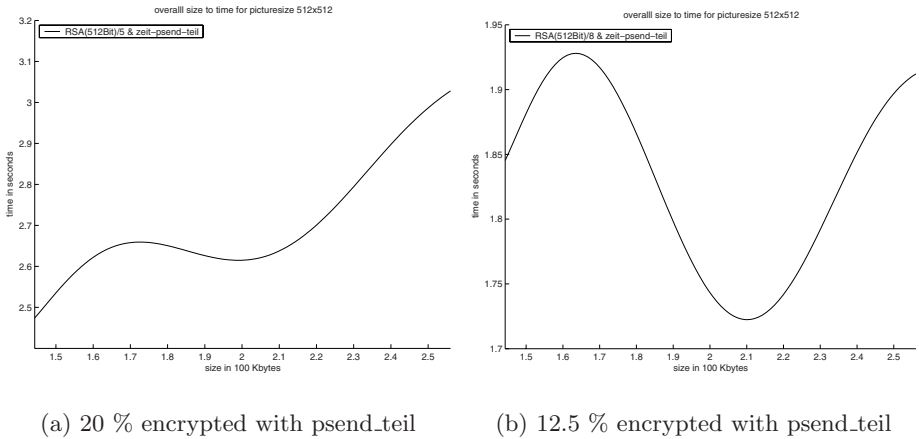 overalll size to time for picturesize 512x512
RSA(512Bit)/5 & zeit-psend-teil
time in seconds
3.2
3.1
3
2.9
2.8
2.7
2.6
2.5
1.5 1.6 1.7 1.8 1.9 2 2.1 2.2 2.3 2.4 2.5
size in 100 Kbytes
(a) 20 % encrypted with psend_teil
overall size to time for picturesize 512x512
RSA(512Bit)/8 & zeit-psend-teil
time in seconds
1.95
1.9
1.85
1.8
1.75
1.7
1.5 1.6 1.7 1.8 1.9 2 2.1 2.2 2.3 2.4 2.5
size in 100 Kbytes
(b) 12.5 % encrypted with psend_teil